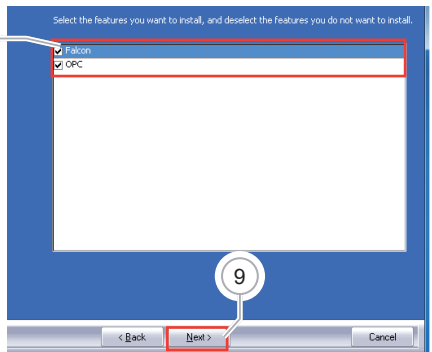 Select the features you want to install, and deselect the features you do not want to install.
Falcon
OPC
9
< Back
Next >
Cancel